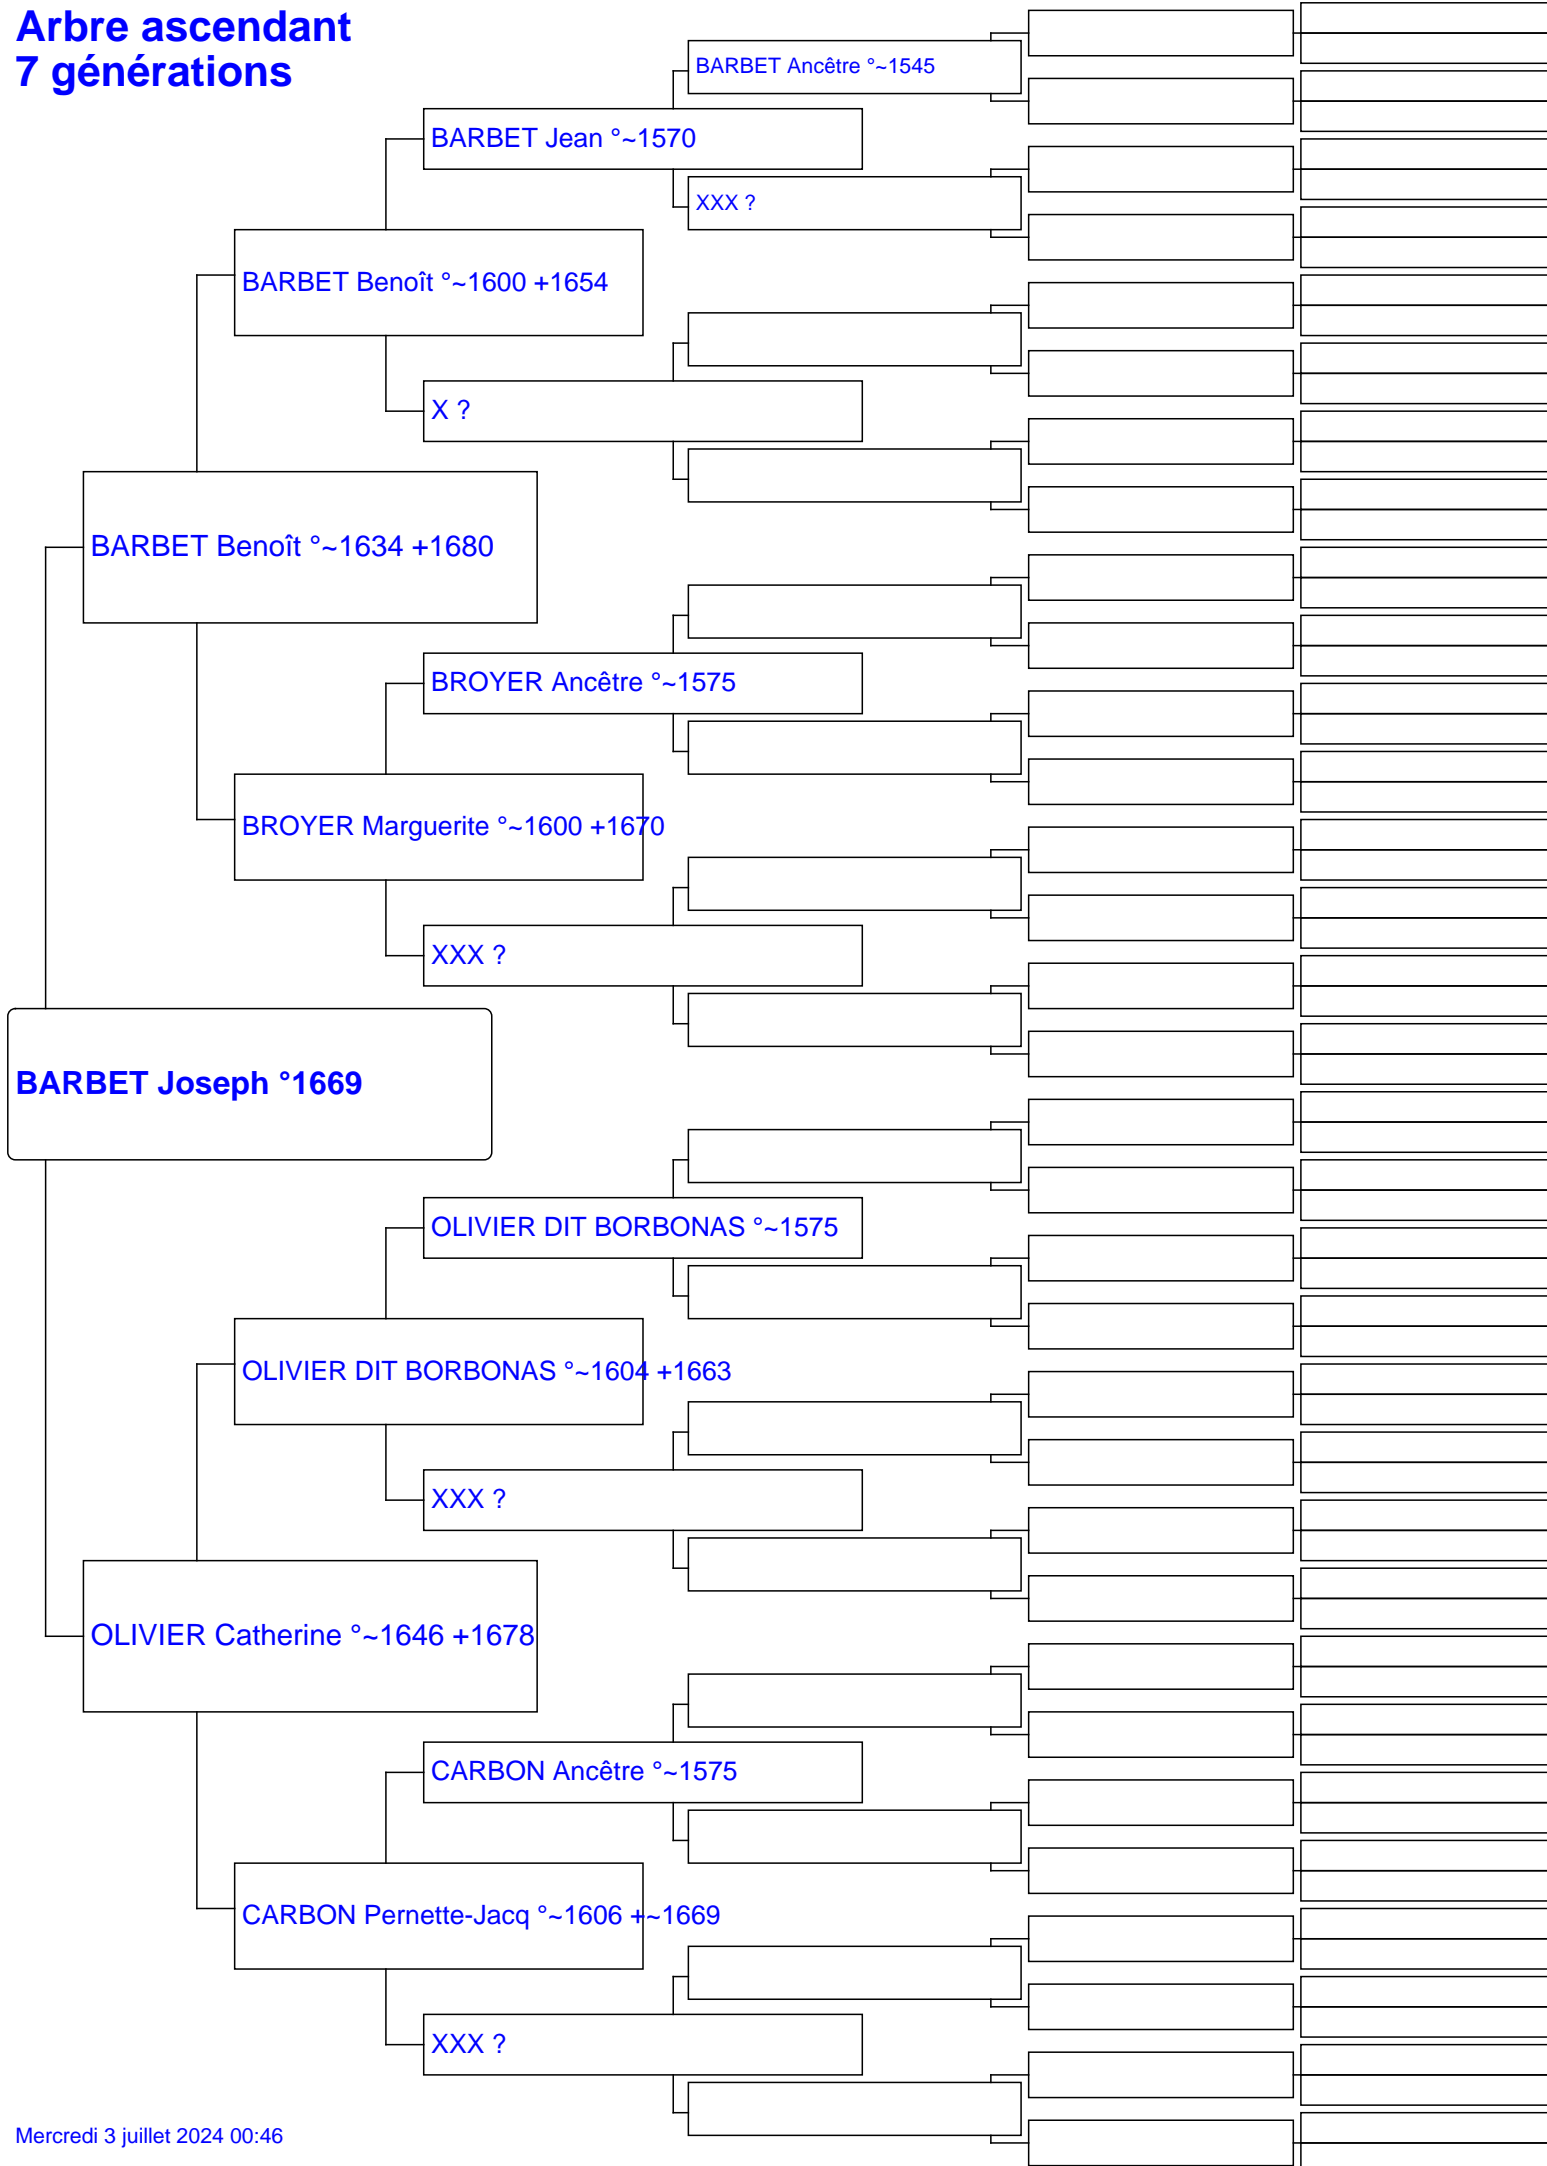 Arbre ascendant
7 générations
BARBET Ancêtre °~1545
BARBET Jean °~1570
XXX ?
BARBET Benoît °~1600 +1654
X ?
BARBET Benoît °~1634 +1680
BROYER Ancêtre °~1575
BROYER Marguerite °~1600 +1670
XXX ?
BARBET Joseph °1669
OLIVIER DIT BORBONAS °~1575
OLIVIER DIT BORBONAS °~1604 +1663
XXX ?
OLIVIER Catherine °~1646 +1678
CARBON Ancêtre °~1575
CARBON Pernette-Jacq °~1606 +~1669
XXX ?
Mercredi 3 juillet 2024 00:46